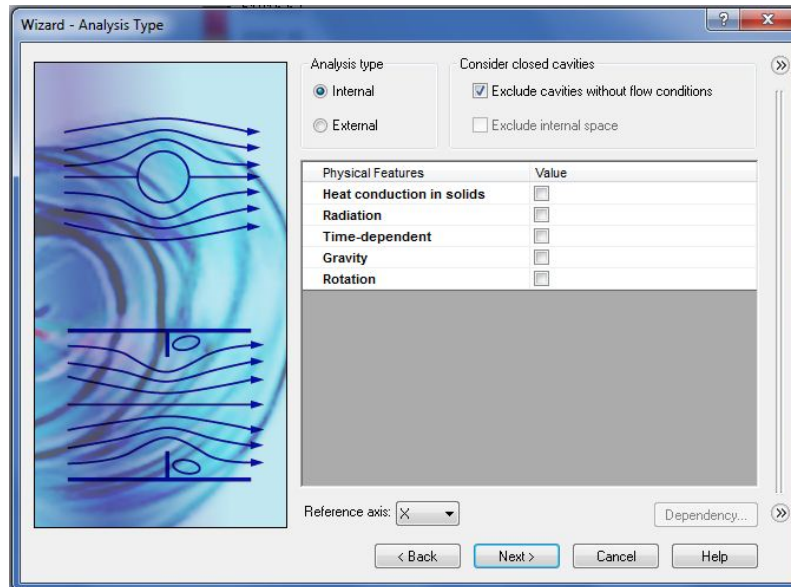 Wizard - Analysis Type
Analysis type
Internal
External
Consider closed cavities
Exclude cavities without flow conditions
Exclude internal space
Physical Features Value
Heat conduction in solids
Radiation
Time-dependent
Gravity
Rotation
Reference axis: X
Dependency...
< Back Next > Cancel Help